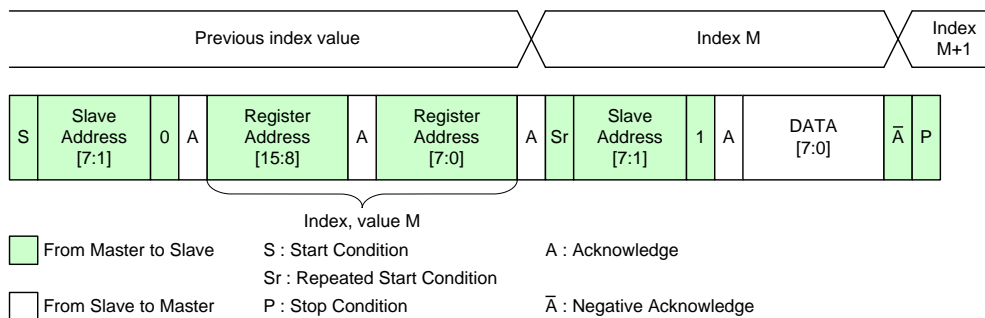 Previous index value
Index M
Index
M+1
S
Slave
Address
[7:1]
0
A
Register
Address
[15:8]
A
Register
Address
[7:0]
A
Sr
Slave
Address
[7:1]
1
A
DATA
[7:0]
A̅
P
Index, value M
From Master to Slave
S : Start Condition
A : Acknowledge
Sr : Repeated Start Condition
From Slave to Master
P : Stop Condition
A̅ : Negative Acknowledge